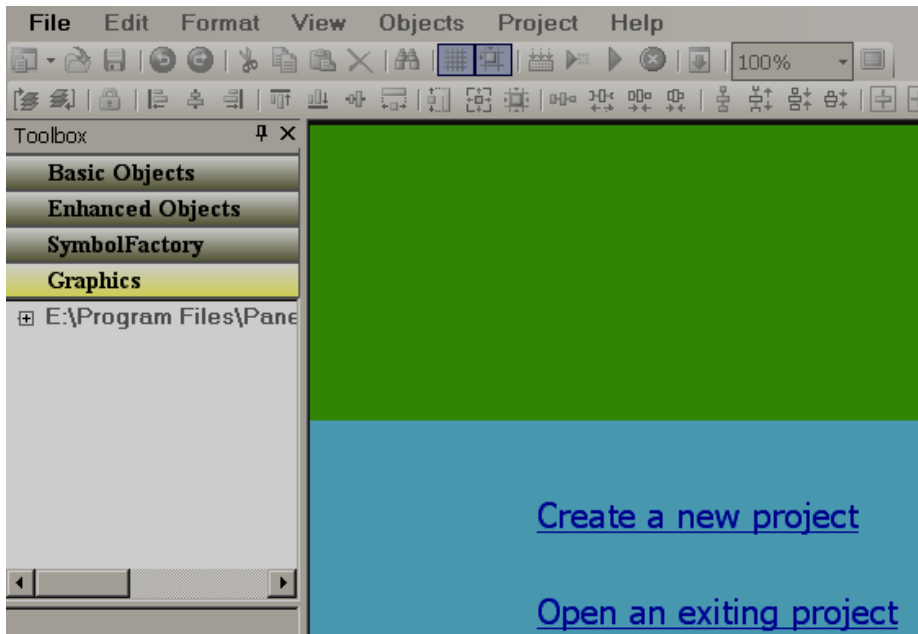 File Edit Format View Objects Project Help
100%
Toolbox
Basic Objects
Enhanced Objects
SymbolFactory
Graphics
E:\Program Files\Pane
Create a new project
Open an exiting project